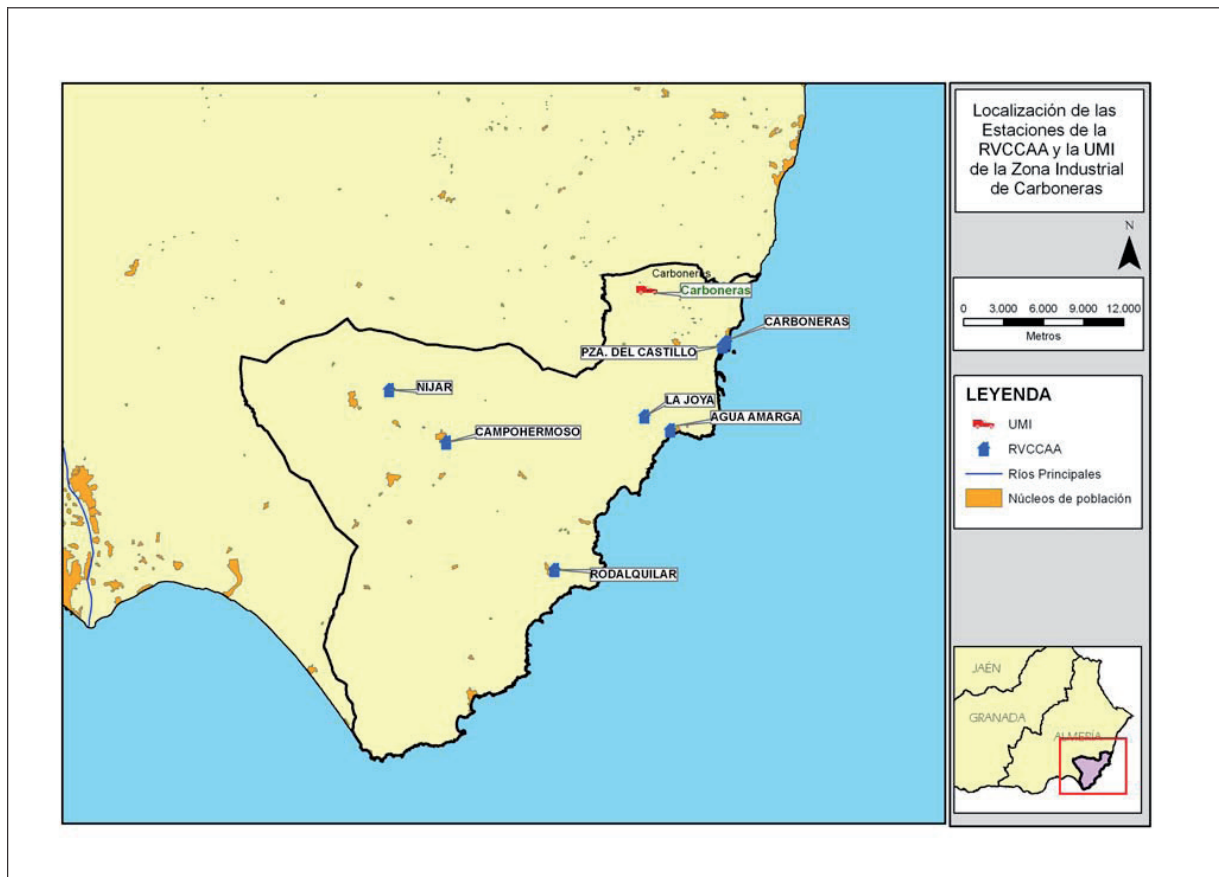 Localización de las
Estaciones de la
RVCCAA y la UMI
de la Zona Industrial
de Carboneras
N
0 3.000 6.000 9.000 12.000
Metros
LEYENDA
UMI
RVCCAA
Ríos Principales
Núcleos de población
Carboneras
Carboneras
CARBONERAS
PZA. DEL CASTILLO
NIJAR
LA JOYA
AGUA AMARGA
CAMPOHERMOSO
RODALQUILAR
JAÉN
GRANADA
ALMERÍA